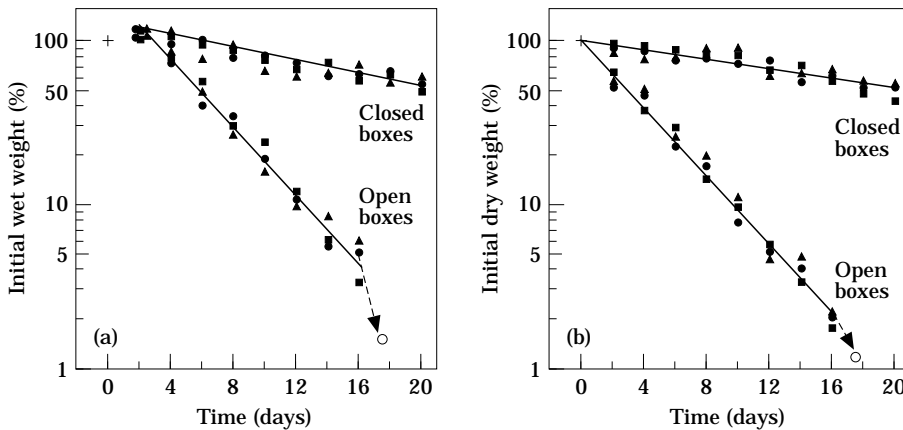 Initial wet weight (%)
100
50
10
5
1
Closed
boxes
Open
boxes
(a)
0 4 8 12 16 20
Time (days)
Initial dry weight (%)
100
50
10
5
1
Closed
boxes
Open
boxes
(b)
0 4 8 12 16 20
Time (days)